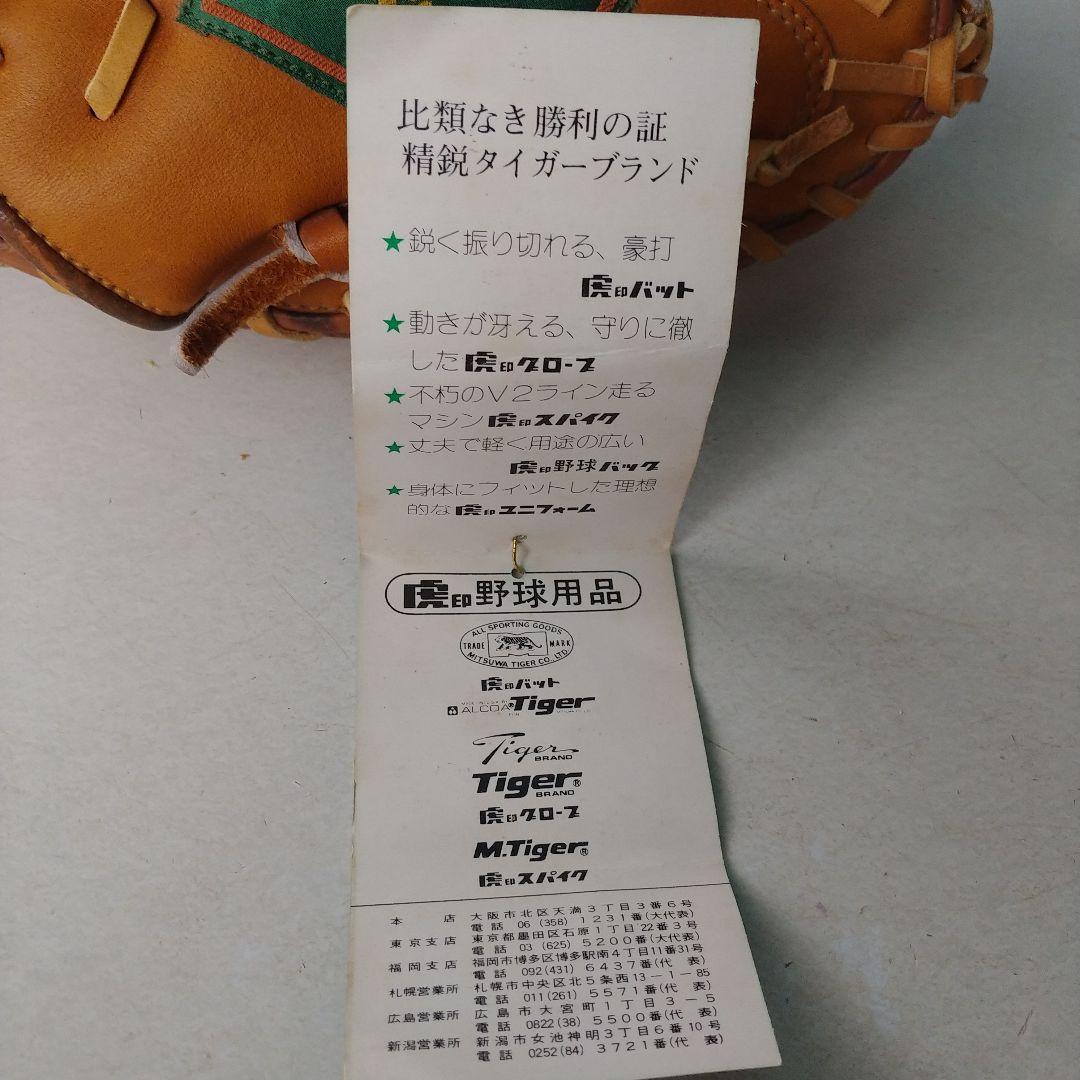 比類なき勝利の証
精鋭タイガーブランド
★鋭く振り切れる、豪打
虎印バット
★動きが冴える、守りに徹
した虎印グローブ
★不朽のV2ライン走る
マシン虎印スパイク
★丈夫で軽く用途の広い
虎印野球バッグ
★身体にフィットした理想
的な虎印ユニフォーム
虎印野球用品
ALL SPORTING GOODS
TRADE MARK
MITSUWA TIGER CO., LTD.
虎印バット
ALCOA Tiger
Tiger
BRAND
Tiger®
BRAND
虎印グローブ
M.Tiger®
虎印スパイク
本店 大阪市北区天満3丁目3番6号
電話 06 (358) 1231番(大代表)
東京支店 東京都墨田区石原1丁目22番3号
電話 03 (625) 5200番(大代表)
福岡支店 福岡市博多区博多駅南4丁目11番31号
電話 092(431) 6437番(代表)
札幌営業所 札幌市中央区北5条西13-1-85
電話 011(261) 5571番(代表)
広島営業所 広島市大宮町1丁目3-5
電話 0822(38) 5500番(代表)
新潟営業所 新潟市女池神明3丁目6番10号
電話 0252(84) 3721番(代表)